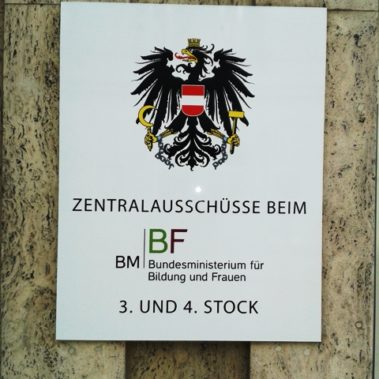 ZENTRALAUSSCHÜSSE BEIM
BM BF
Bundesministerium für
Bildung und Frauen
3. UND 4. STOCK